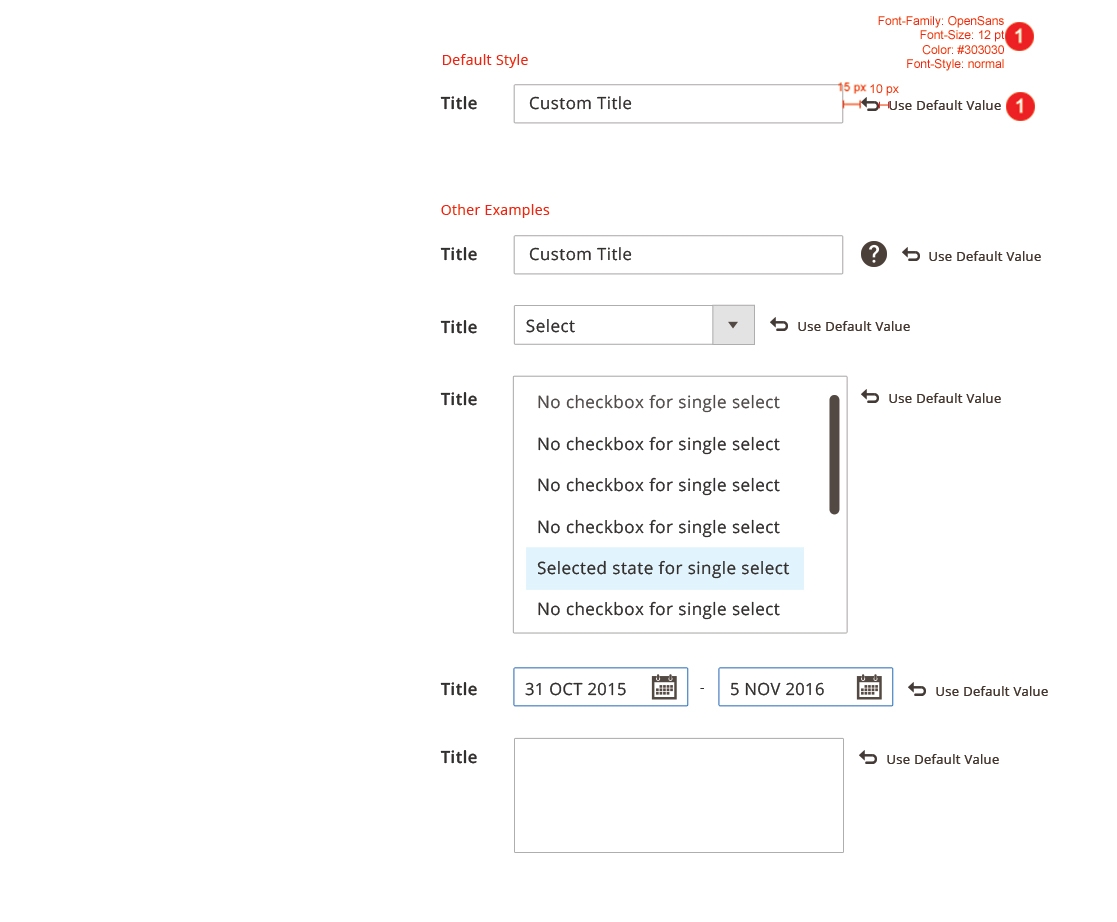 Font-Family: OpenSans
Font-Size: 12 pt
Color: #303030
Font-Style: normal
1
Default Style
15 px 10 px
Title Custom Title Use Default Value 1
Other Examples
Title Custom Title ? Use Default Value
Title Select Use Default Value
Title No checkbox for single select Use Default Value
No checkbox for single select
No checkbox for single select
No checkbox for single select
Selected state for single select
No checkbox for single select
Title 31 OCT 2015 - 5 NOV 2016 Use Default Value
Title Use Default Value